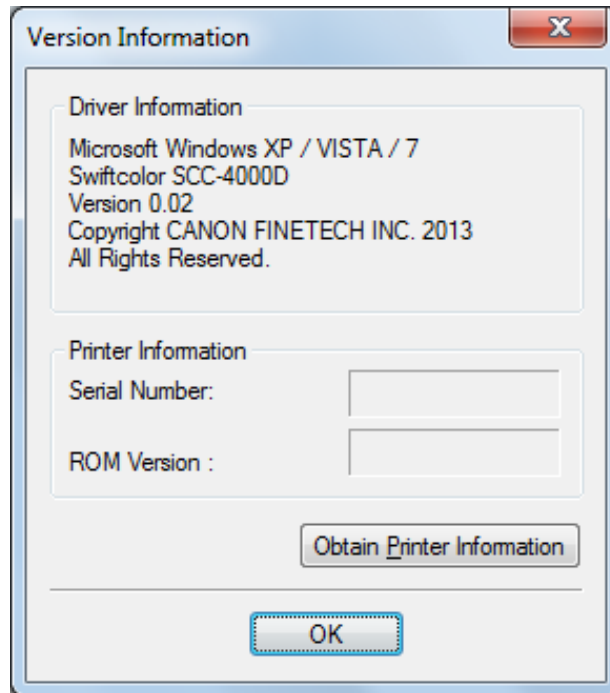 Version Information
Driver Information
Microsoft Windows XP / VISTA / 7
Swiftcolor SCC-4000D
Version 0.02
Copyright CANON FINETECH INC. 2013
All Rights Reserved.
Printer Information
Serial Number:
ROM Version :
Obtain Printer Information
OK